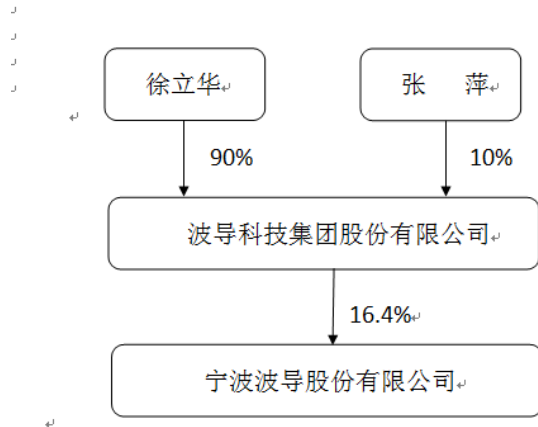 徐立华
张 萍
90%
10%
波导科技集团股份有限公司
16.4%
宁波波导股份有限公司